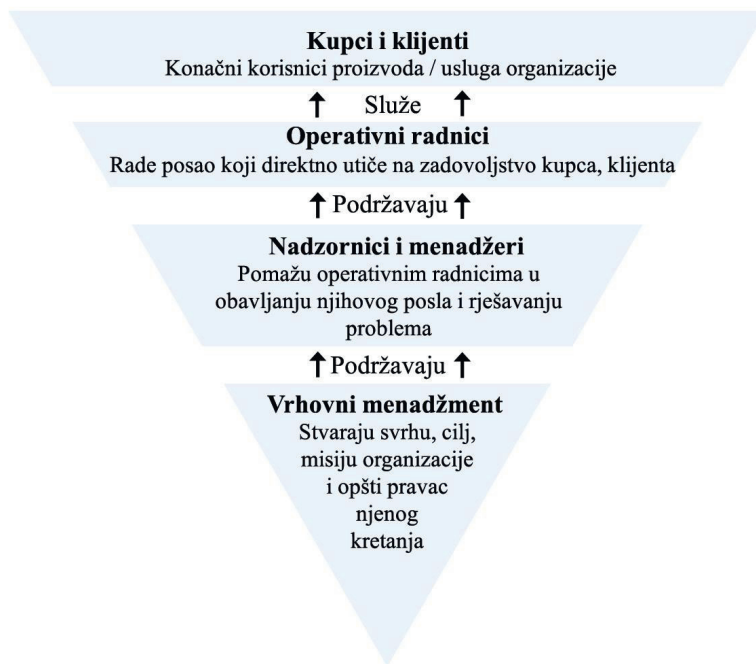 Kupci i klijenti
Konačni korisnici proizvoda / usluga organizacije
Služe
Operativni radnici
Rade posao koji direktno utiče na zadovoljstvo kupca, klijenta
Podržavaju
Nadzornici i menadžeri
Pomažu operativnim radnicima u
obavljanju njihovog posla i rješavanju
problema
Podržavaju
Vrhovni menadžment
Stvaraju svrhu, cilj,
misiju organizacije
i opšti pravac
njenog
kretanja